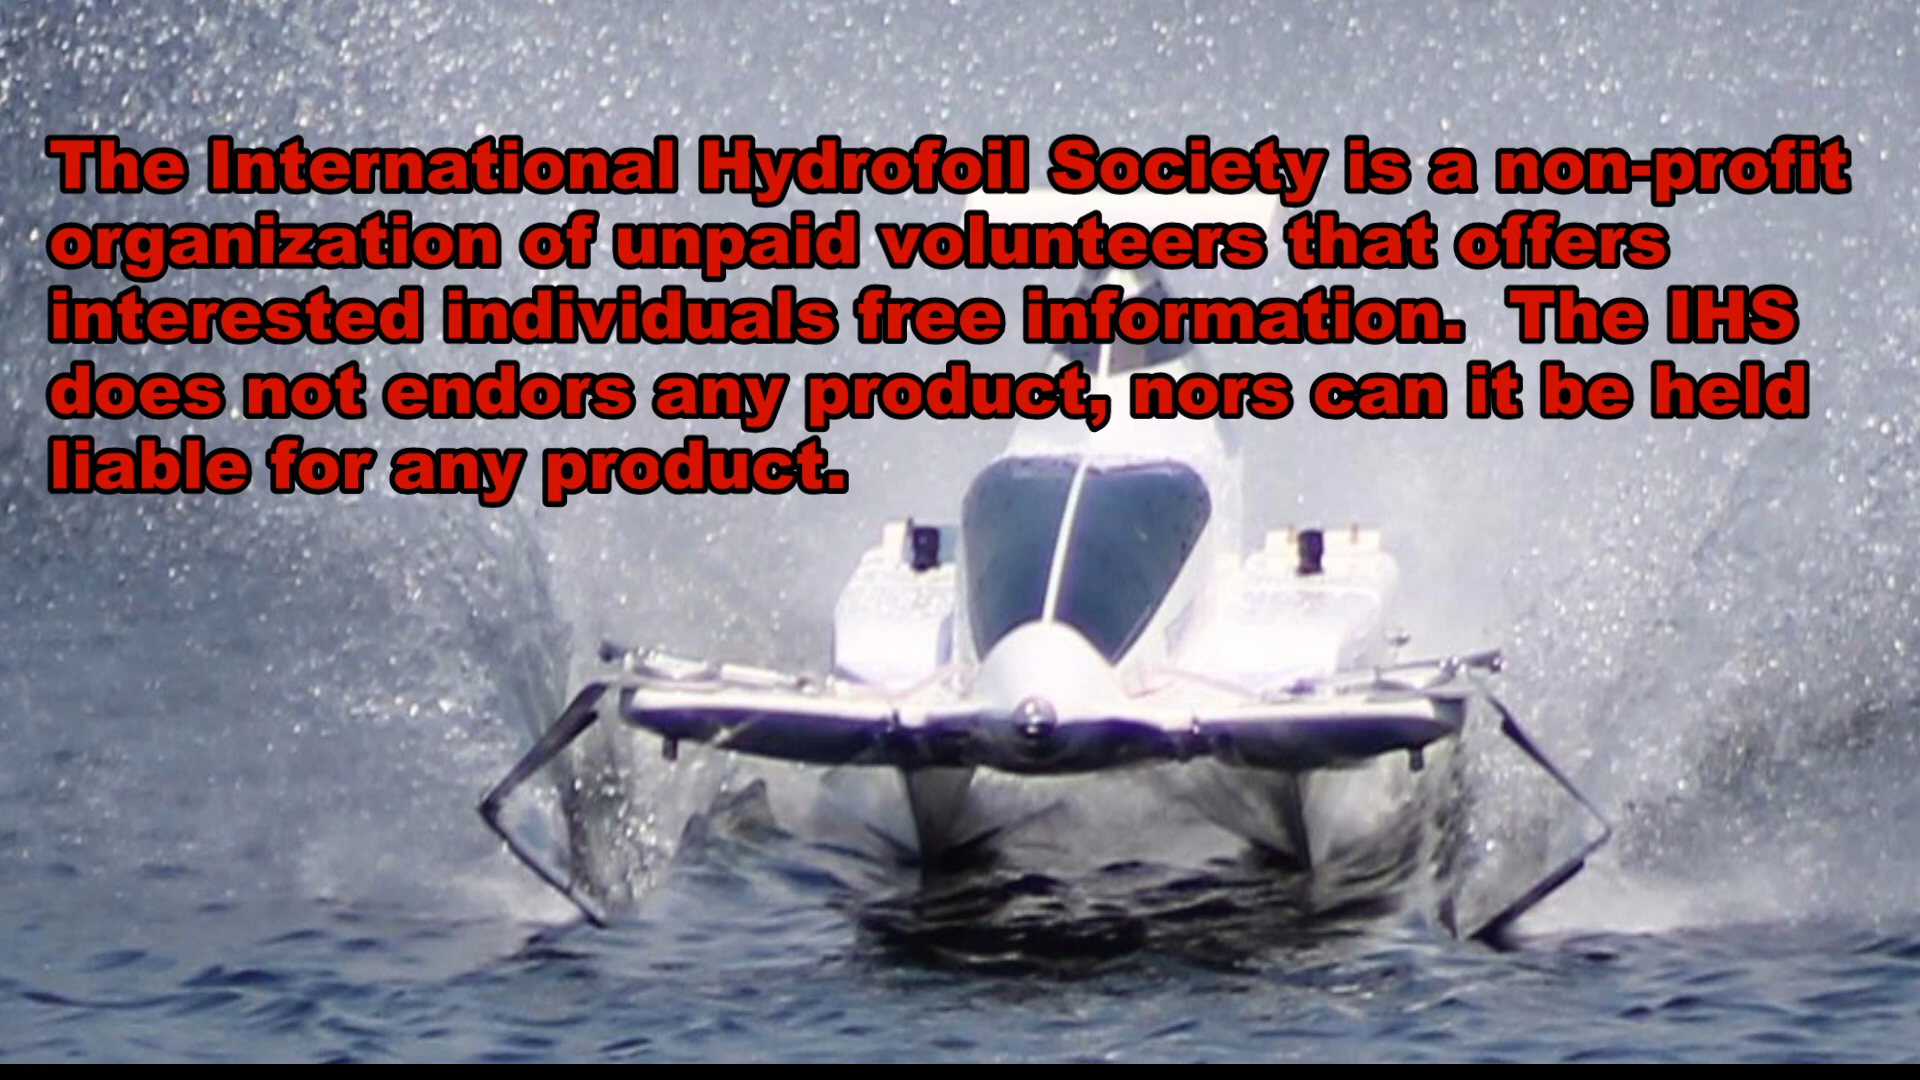 The International Hydrofoil Society is a non-profit
organization of unpaid volunteers that offers
interested individuals free information.  The IHS
does not endors any product, nors can it be held
liable for any product.